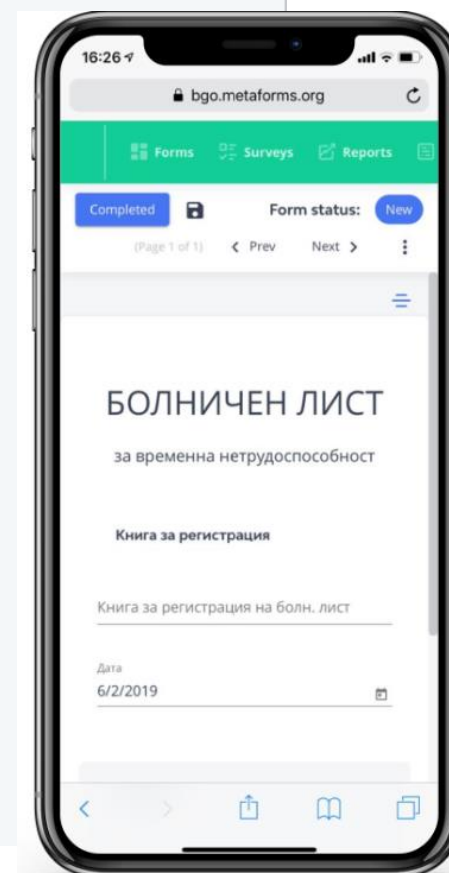 16:26
bgo.metaforms.org
Forms Surveys Reports
Completed Form status: New
(Page 1 of 1) Prev Next
БОЛНИЧЕН ЛИСТ
за временна нетрудоспособност
Книга за регистрация
Книга за регистрация на болн. лист
Дата
6/2/2019